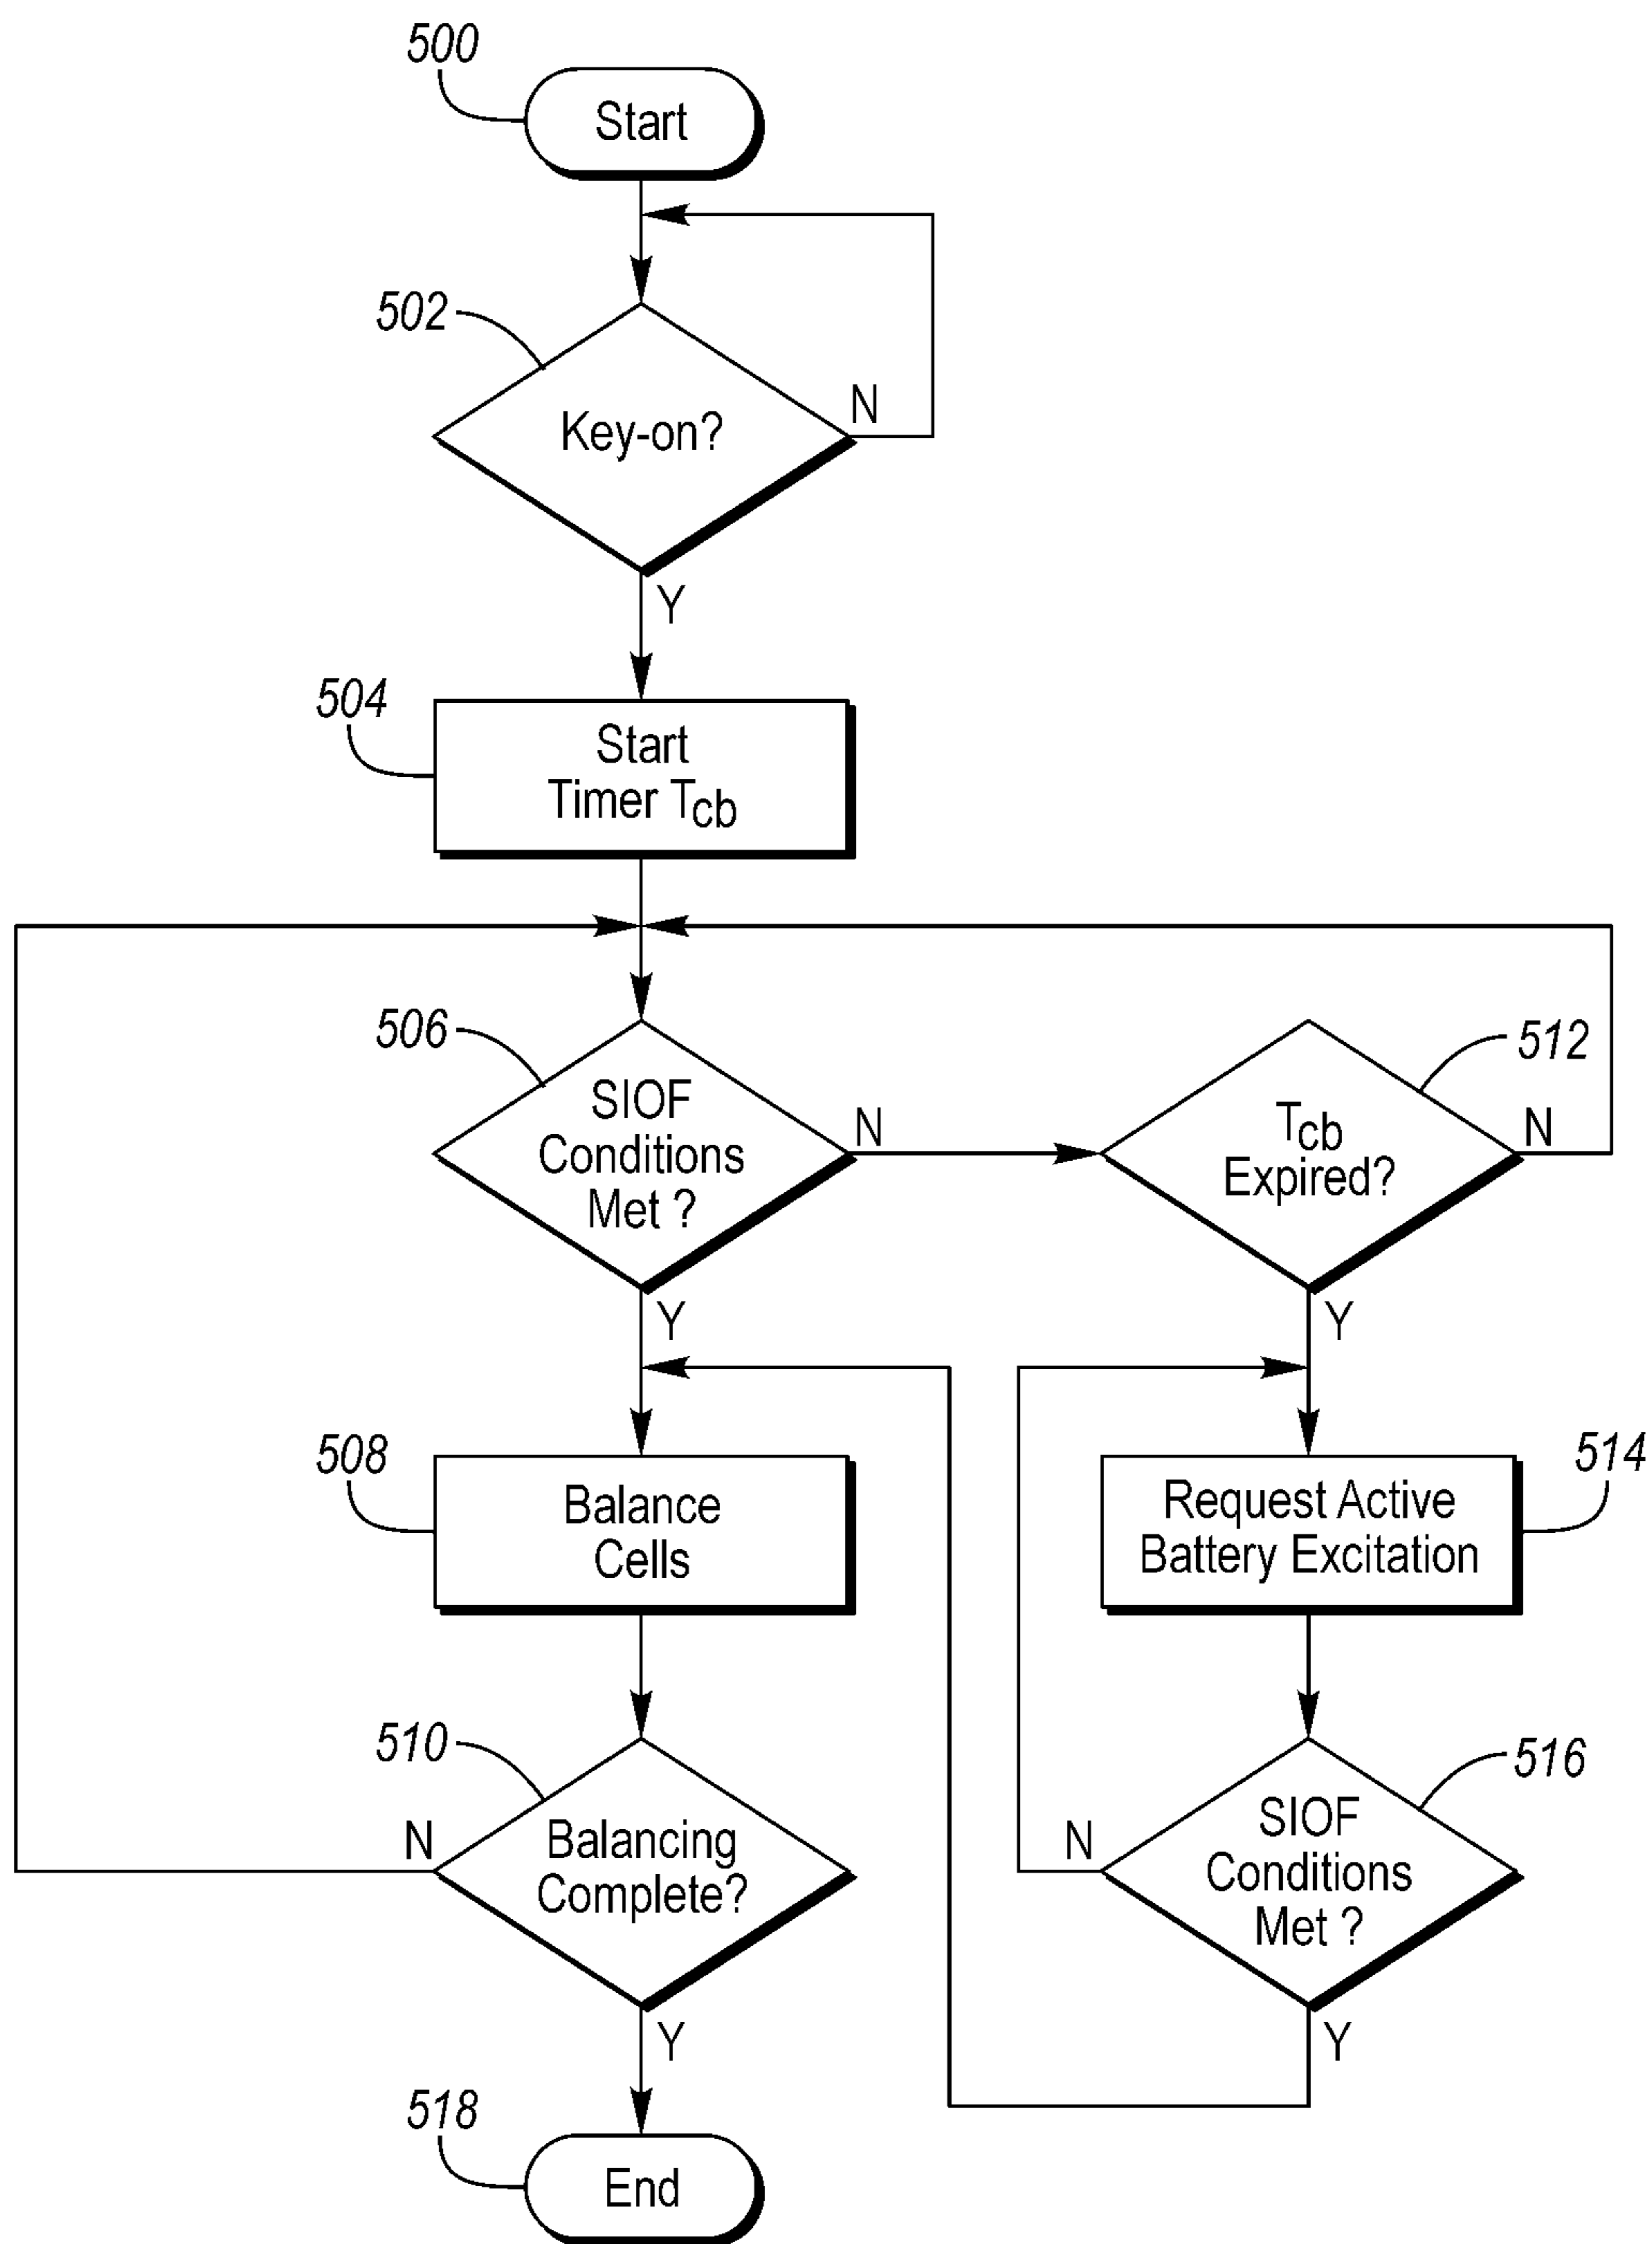 500
Start
502
Key-on?
N
Y
504
Start
Timer Tcb
506
SIOF
Conditions
Met ?
N
Y
512
Tcb
Expired?
N
Y
508
Balance
Cells
514
Request Active
Battery Excitation
510
Balancing
Complete?
N
Y
516
SIOF
Conditions
Met ?
N
Y
518
End